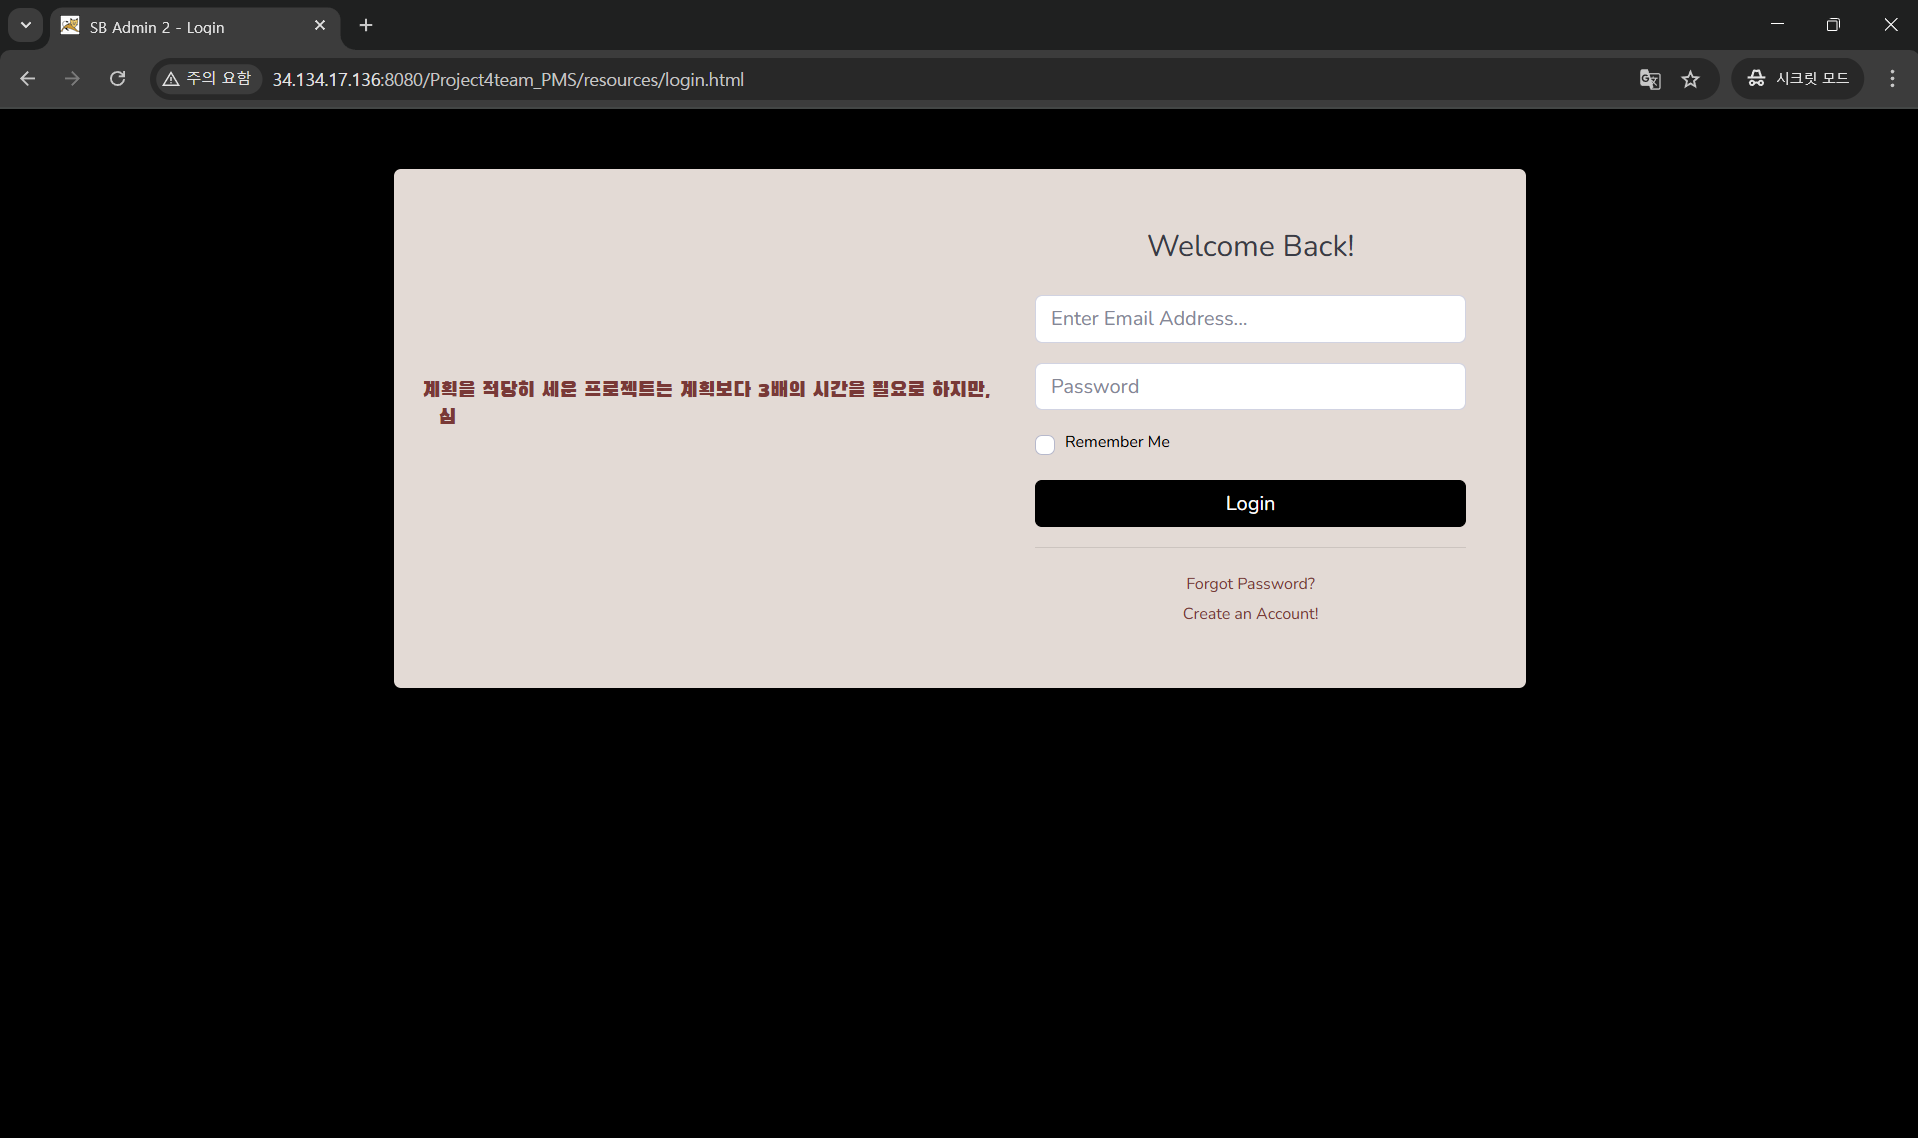 SB Admin 2 - Login
주의 요함
34.134.17.136:8080/Project4team_PMS/resources/login.html
시크릿 모드
Welcome Back!
Enter Email Address...
계획을 적당히 세운 프로젝트는 계획보다 3배의 시간을 필요로 하지만,
심
Password
Remember Me
Login
Forgot Password?
Create an Account!